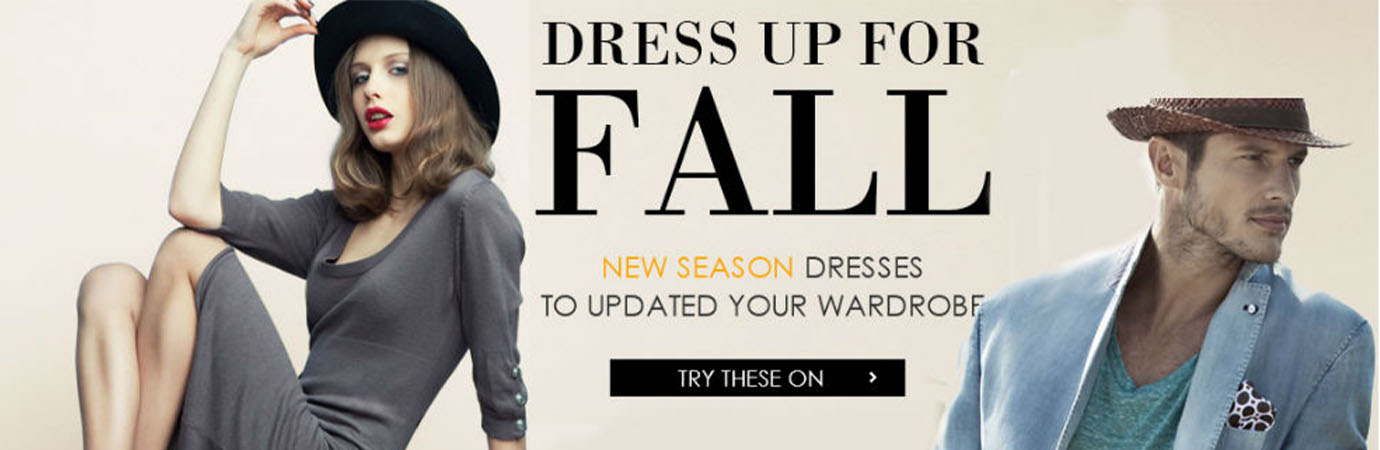 DRESS UP FOR
FALL
NEW SEASON DRESSES
TO UPDATED YOUR WARDROBE
TRY THESE ON >